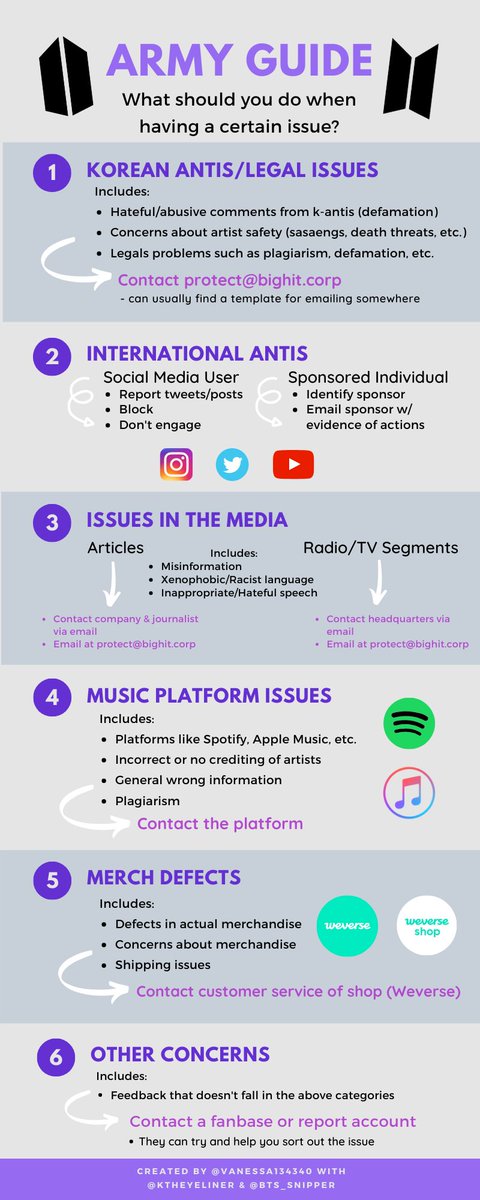 ARMY GUIDE
What should you do when
having a certain issue?
1
KOREAN ANTIS/LEGAL ISSUES
Includes:
• Hateful/abusive comments from k-antis (defamation)
• Concerns about artist safety (sasaengs, death threats, etc.)
• Legals problems such as plagiarism, defamation, etc.
Contact protect@bighit.corp
- can usually find a template for emailing somewhere
2
INTERNATIONAL ANTIS
Social Media User
• Report tweets/posts
• Block
• Don't engage
Sponsored Individual
• Identify sponsor
• Email sponsor w/
evidence of actions
3
ISSUES IN THE MEDIA
Articles
Includes:
• Misinformation
• Xenophobic/Racist language
• Inappropriate/Hateful speech
Radio/TV Segments
• Contact company & journalist
via email
• Email at protect@bighit.corp
• Contact headquarters via
email
• Email at protect@bighit.corp
4
MUSIC PLATFORM ISSUES
Includes:
• Platforms like Spotify, Apple Music, etc.
• Incorrect or no crediting of artists
• General wrong information
• Plagiarism
Contact the platform
5
MERCH DEFECTS
Includes:
• Defects in actual merchandise
• Concerns about merchandise
• Shipping issues
weverse
weverse
shop
Contact customer service of shop (Weverse)
6
OTHER CONCERNS
Includes:
• Feedback that doesn't fall in the above categories
Contact a fanbase or report account
• They can try and help you sort out the issue
CREATED BY @VANESSA134340 WITH
@KTHEYELINER & @BTS_SNIPPER